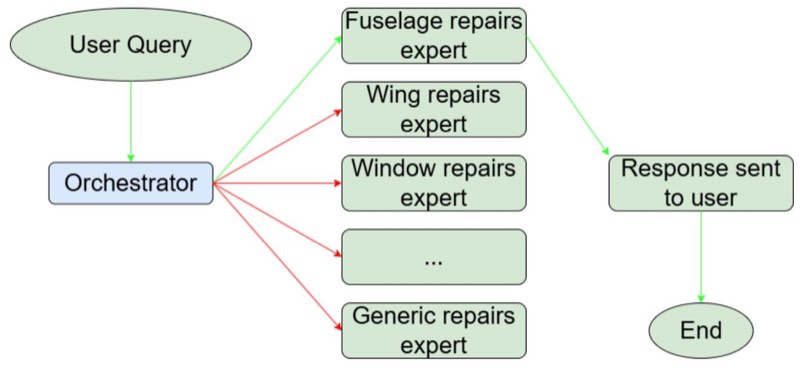 User Query
Orchestrator
Fuselage repairs
expert
Wing repairs
expert
Window repairs
expert
...
Generic repairs
expert
Response sent
to user
End